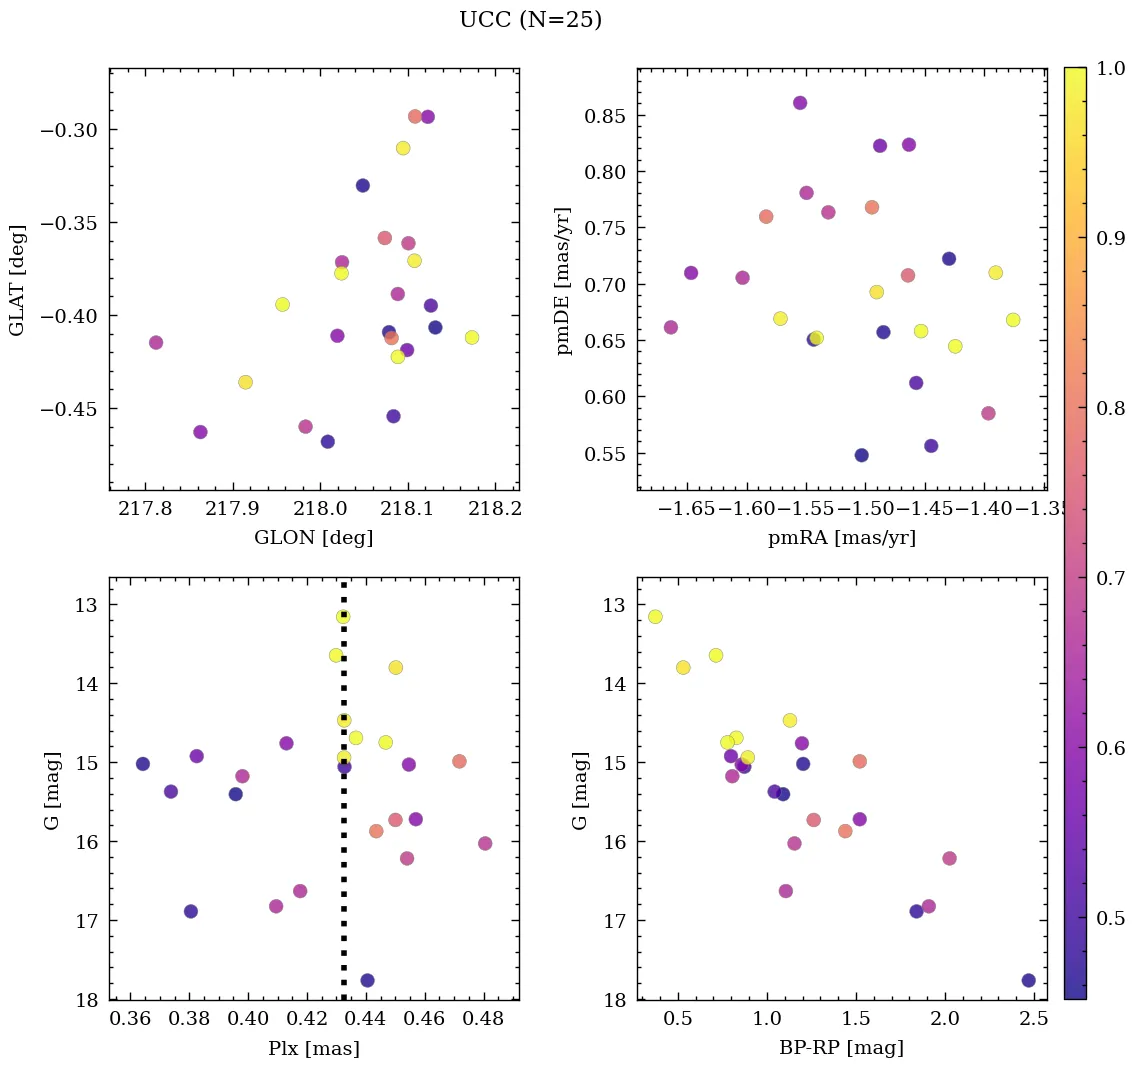 UCC (N=25)
−0.30
−0.35
−0.40
−0.45
GLAT [deg]
217.8 217.9 218.0 218.1 218.2
GLON [deg]
0.85
0.80
0.75
0.70
0.65
0.60
0.55
pmDE [mas/yr]
−1.65 −1.60 −1.55 −1.50 −1.45 −1.40 −1.35
pmRA [mas/yr]
1.0
0.9
0.8
0.7
0.6
0.5
13
14
15
16
17
18
G [mag]
0.36 0.38 0.40 0.42 0.44 0.46 0.48
Plx [mas]
13
14
15
16
17
18
G [mag]
0.5 1.0 1.5 2.0 2.5
BP-RP [mag]